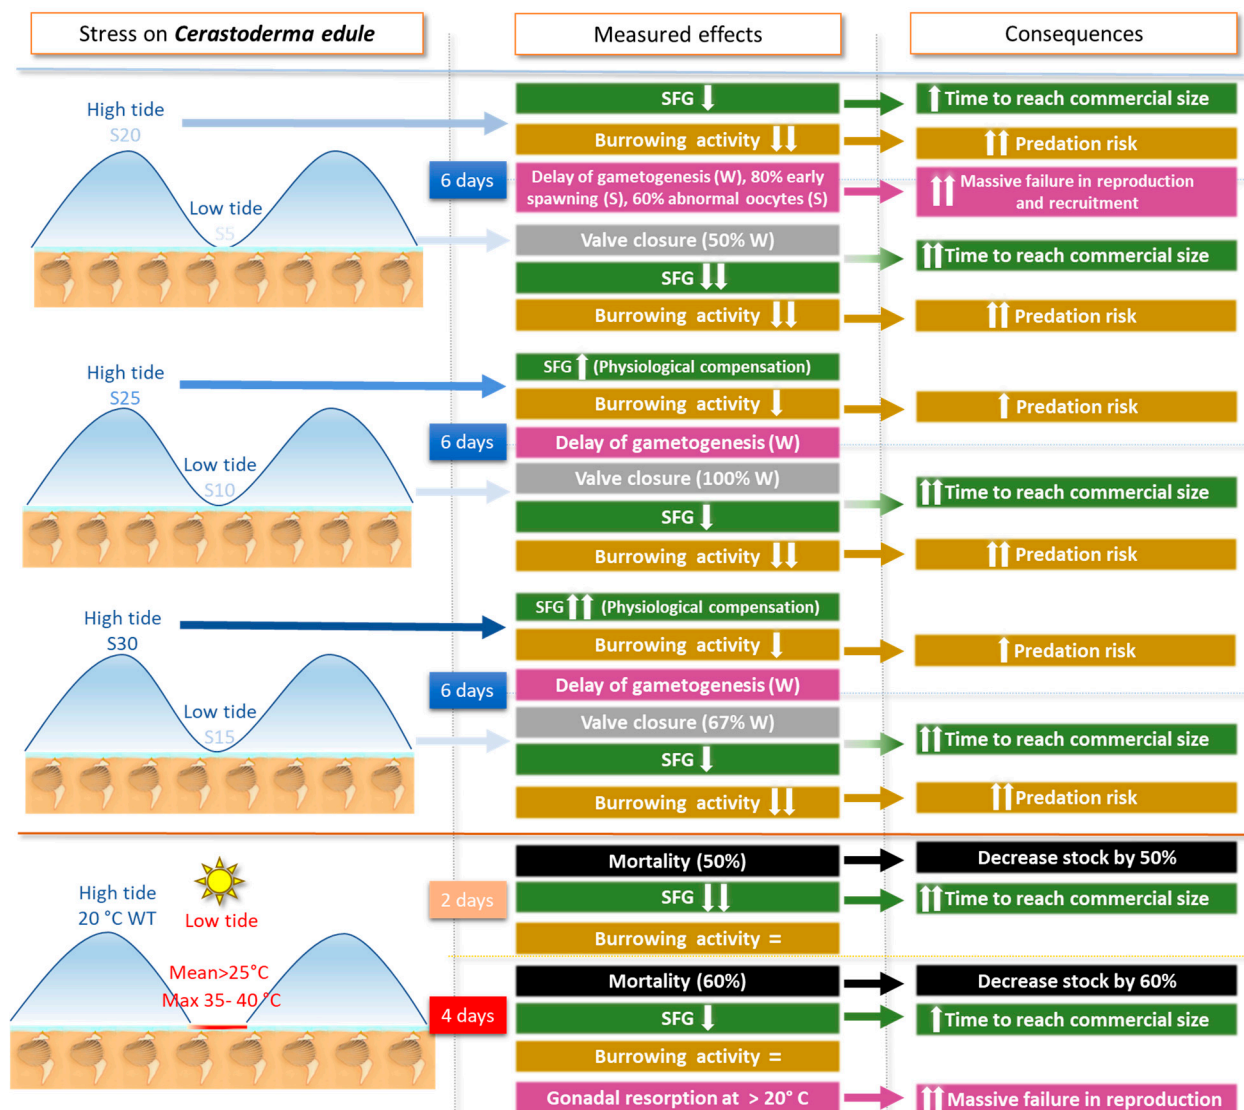 Stress on Cerastoderma edule
Measured effects
Consequences
High tide
S20
Low tide
S5
6 days
SFG ↓
↑ Time to reach commercial size
Burrowing activity ↓↓
↑↑ Predation risk
Delay of gametogenesis (W), 80% early
spawning (S), 60% abnormal oocytes (S)
↑↑ Massive failure in reproduction
and recruitment
Valve closure (50% W)
SFG ↓↓
↑↑ Time to reach commercial size
Burrowing activity ↓↓
↑↑ Predation risk
High tide
S25
Low tide
S10
6 days
SFG ↑ (Physiological compensation)
Burrowing activity ↓
↑ Predation risk
Delay of gametogenesis (W)
Valve closure (100% W)
SFG ↓
↑↑ Time to reach commercial size
Burrowing activity ↓↓
↑↑ Predation risk
High tide
S30
Low tide
S15
6 days
SFG ↑↑ (Physiological compensation)
Burrowing activity ↓
↑ Predation risk
Delay of gametogenesis (W)
Valve closure (67% W)
SFG ↓
↑↑ Time to reach commercial size
Burrowing activity ↓↓
↑↑ Predation risk
High tide
20 °C WT
Low tide
Mean>25°C
Max 35- 40 °C
2 days
Mortality (50%)
Decrease stock by 50%
SFG ↓↓
↑↑ Time to reach commercial size
Burrowing activity =
4 days
Mortality (60%)
Decrease stock by 60%
SFG ↓
↑ Time to reach commercial size
Burrowing activity =
Gonadal resorption at > 20° C
↑↑ Massive failure in reproduction